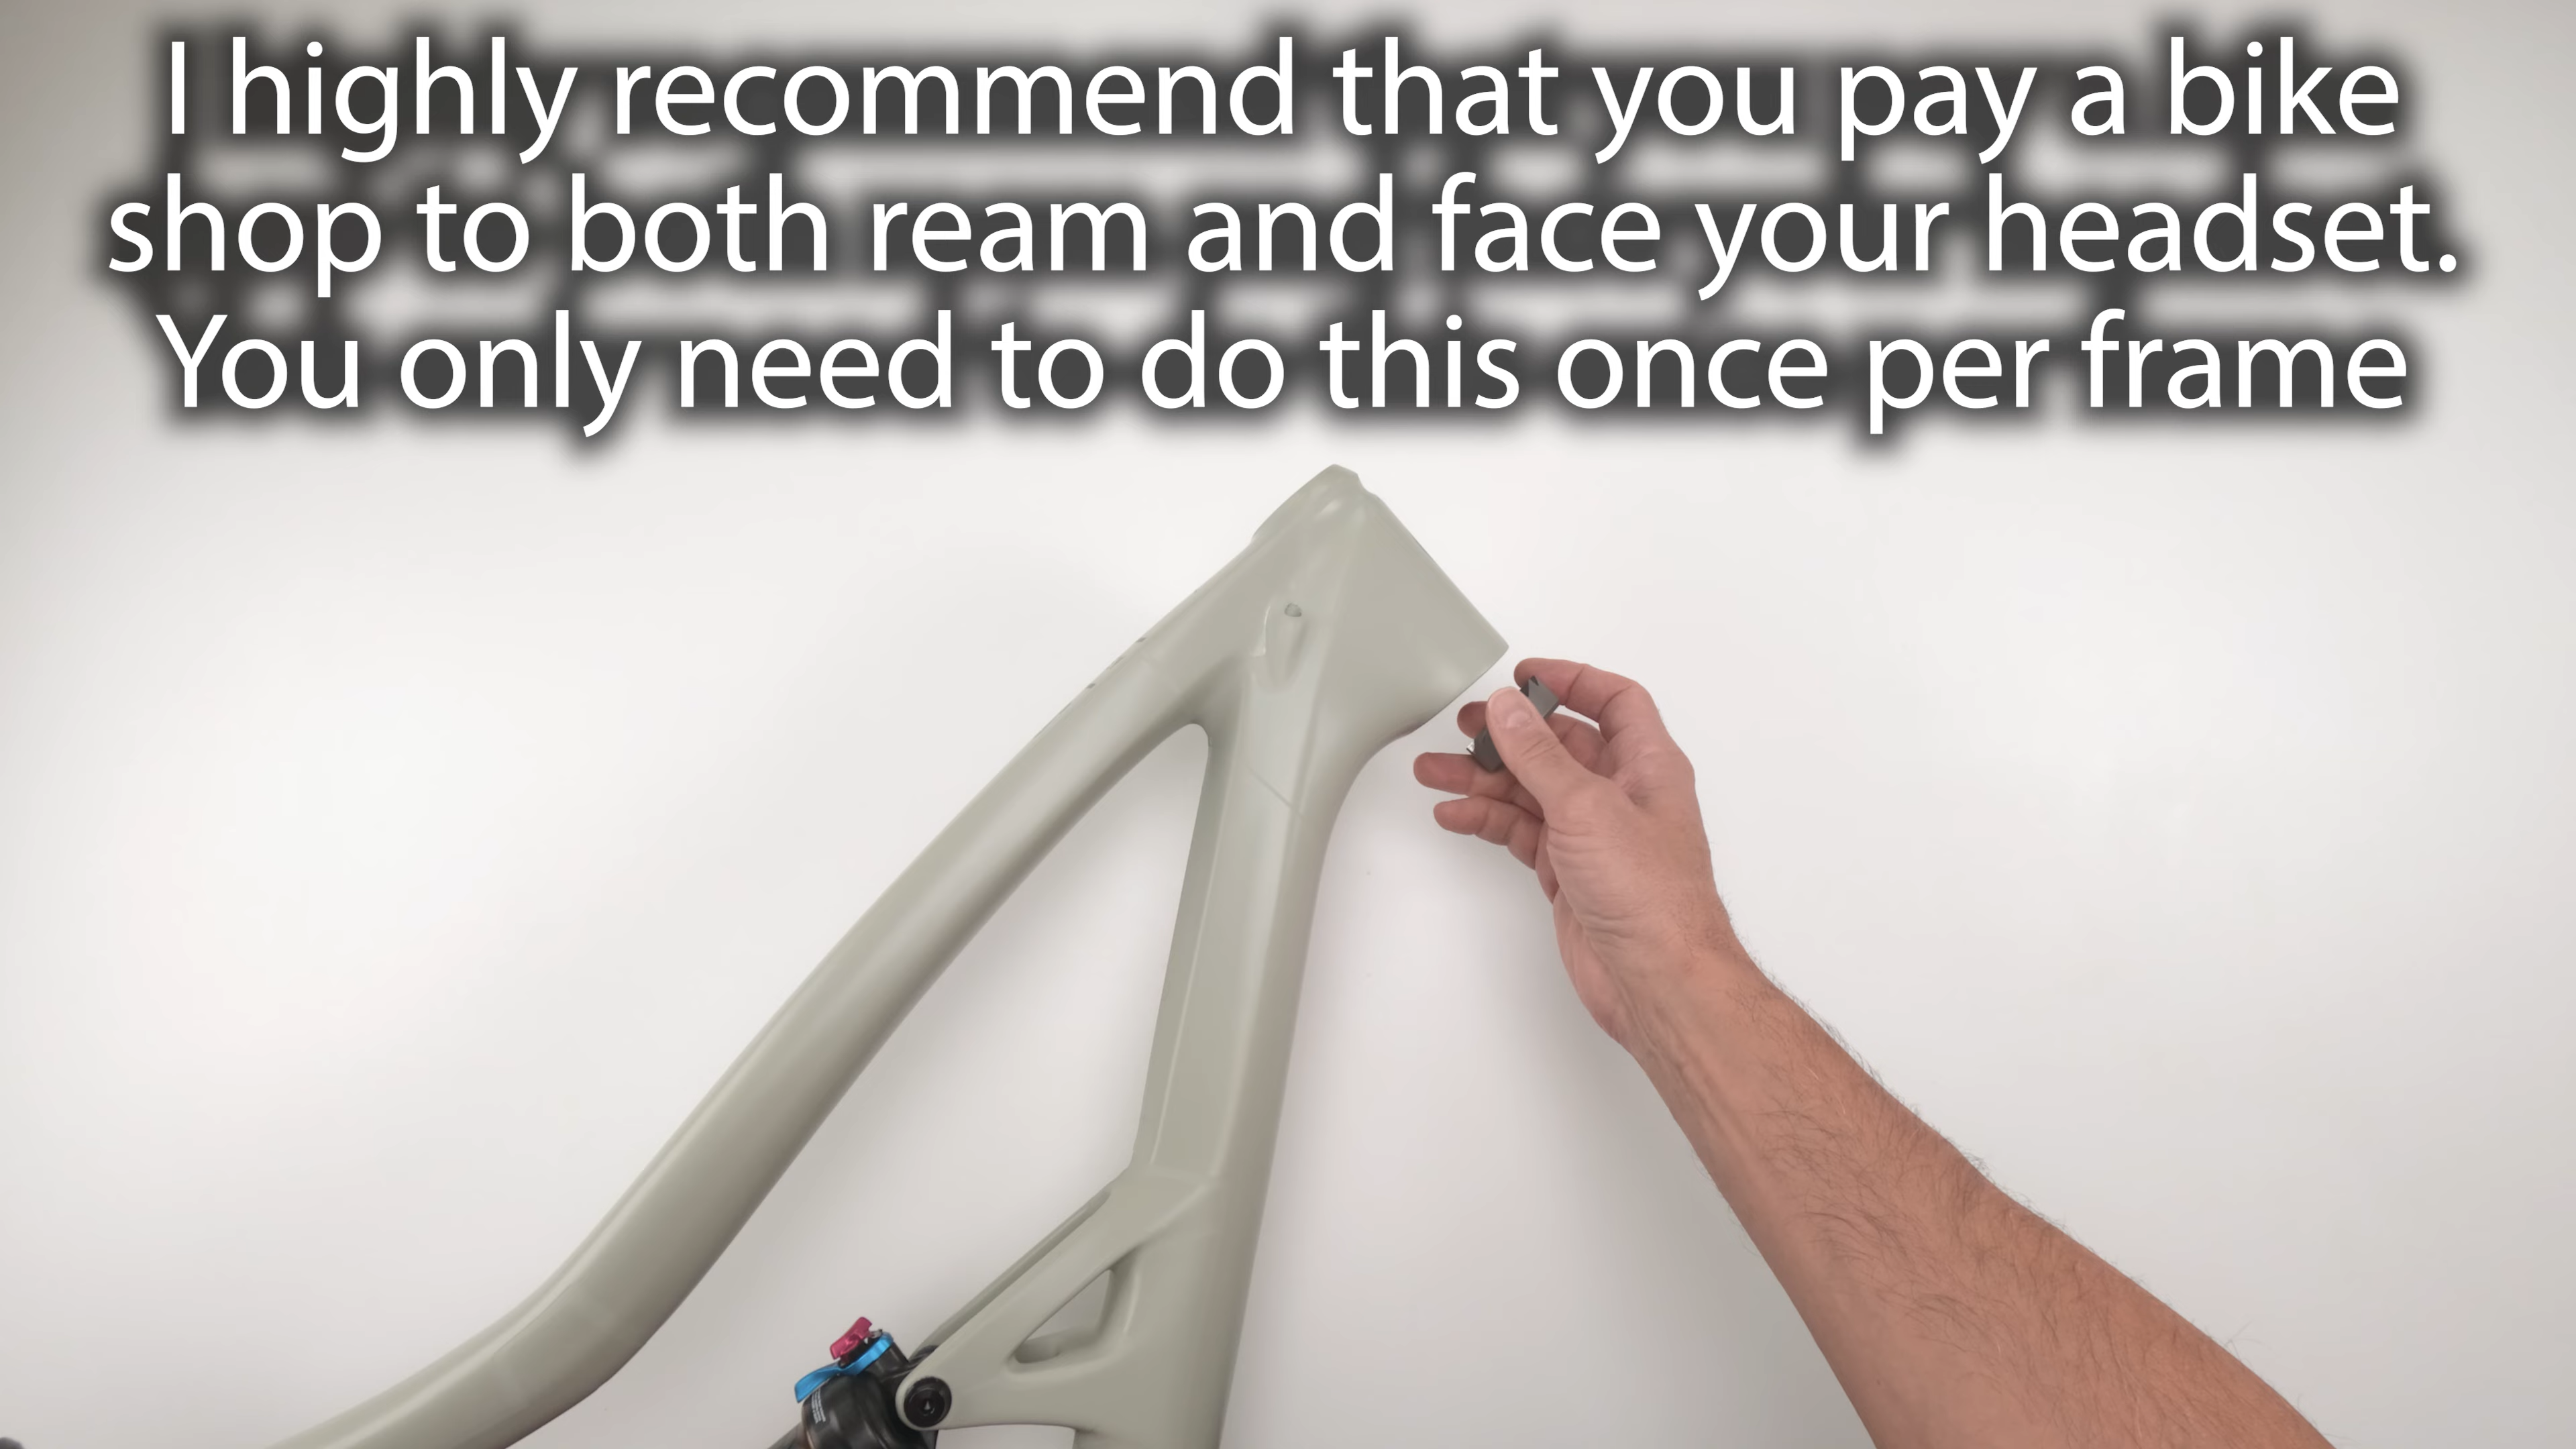 I highly recommend that you pay a bike
shop to both ream and face your headset.
You only need to do this once per frame